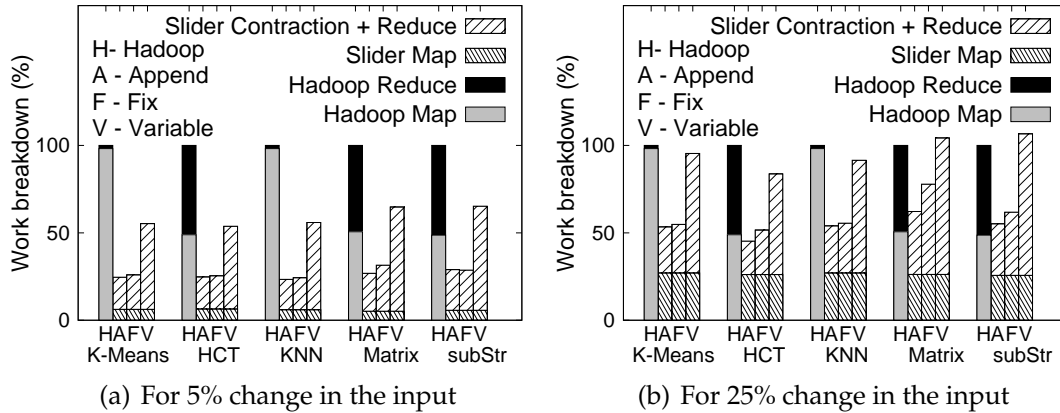 Slider Contraction + Reduce
Slider Map
Hadoop Reduce
Hadoop Map
H- Hadoop
A - Append
F - Fix
V - Variable
Work breakdown (%)
100
50
0
HAFV HAFV HAFV HAFV HAFV
K-Means HCT KNN Matrix subStr
(a) For 5% change in the input
Slider Contraction + Reduce
Slider Map
Hadoop Reduce
Hadoop Map
H- Hadoop
A - Append
F - Fix
V - Variable
Work breakdown (%)
100
50
0
HAFV HAFV HAFV HAFV HAFV
K-Means HCT KNN Matrix subStr
(b) For 25% change in the input